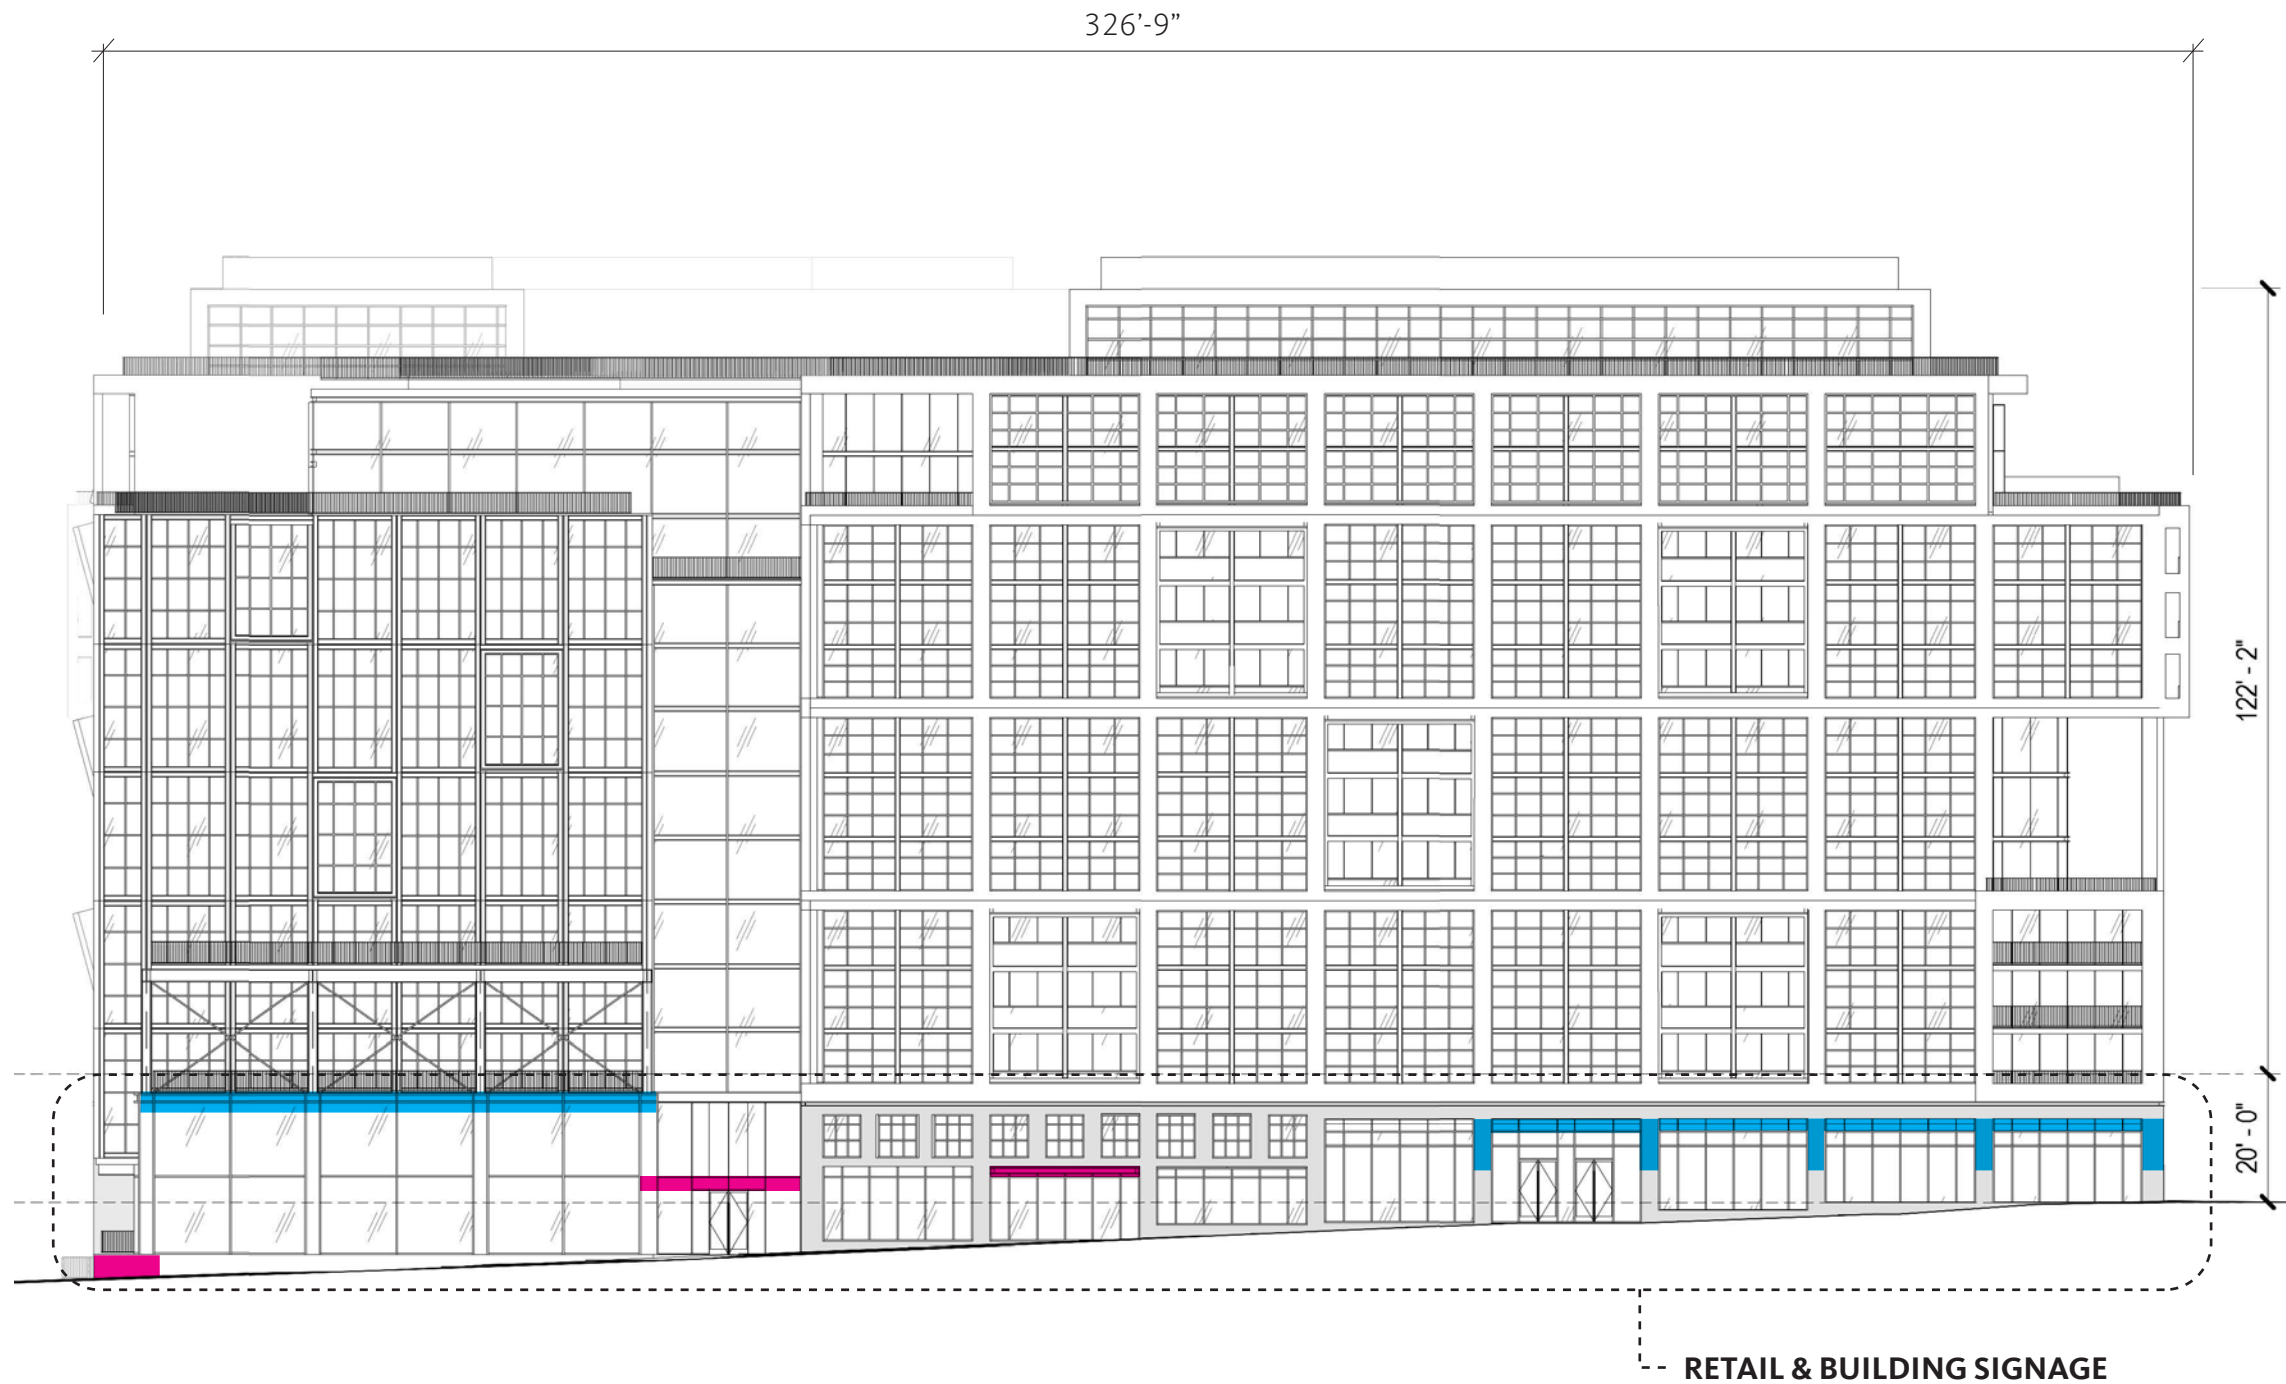 326’-9”
122' - 2"
20' - 0"
RETAIL & BUILDING SIGNAGE